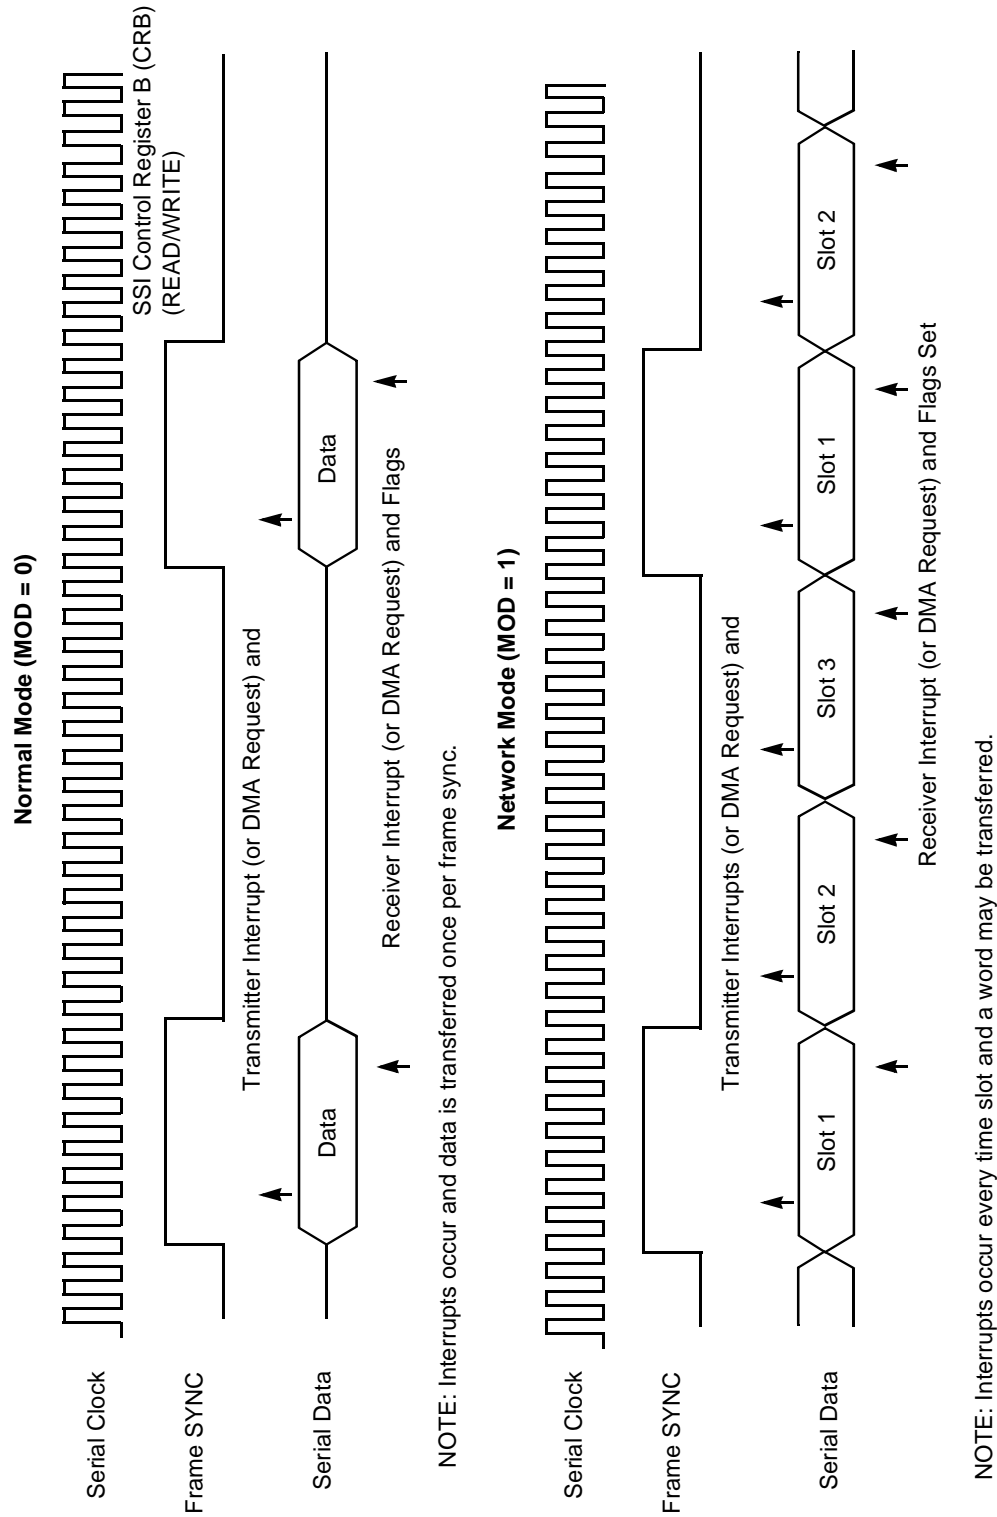 Normal Mode (MOD = 0)
Serial Clock
SSI Control Register B (CRB)
(READ/WRITE)
Frame SYNC
Transmitter Interrupt (or DMA Request) and
Serial Data
Data
Data
Receiver Interrupt (or DMA Request) and Flags
NOTE: Interrupts occur and data is transferred once per frame sync.
Network Mode (MOD = 1)
Serial Clock
Frame SYNC
Transmitter Interrupts (or DMA Request) and
Serial Data
Slot 1
Slot 2
Slot 3
Slot 1
Slot 2
Receiver Interrupt (or DMA Request) and Flags Set
NOTE: Interrupts occur every time slot and a word may be transferred.